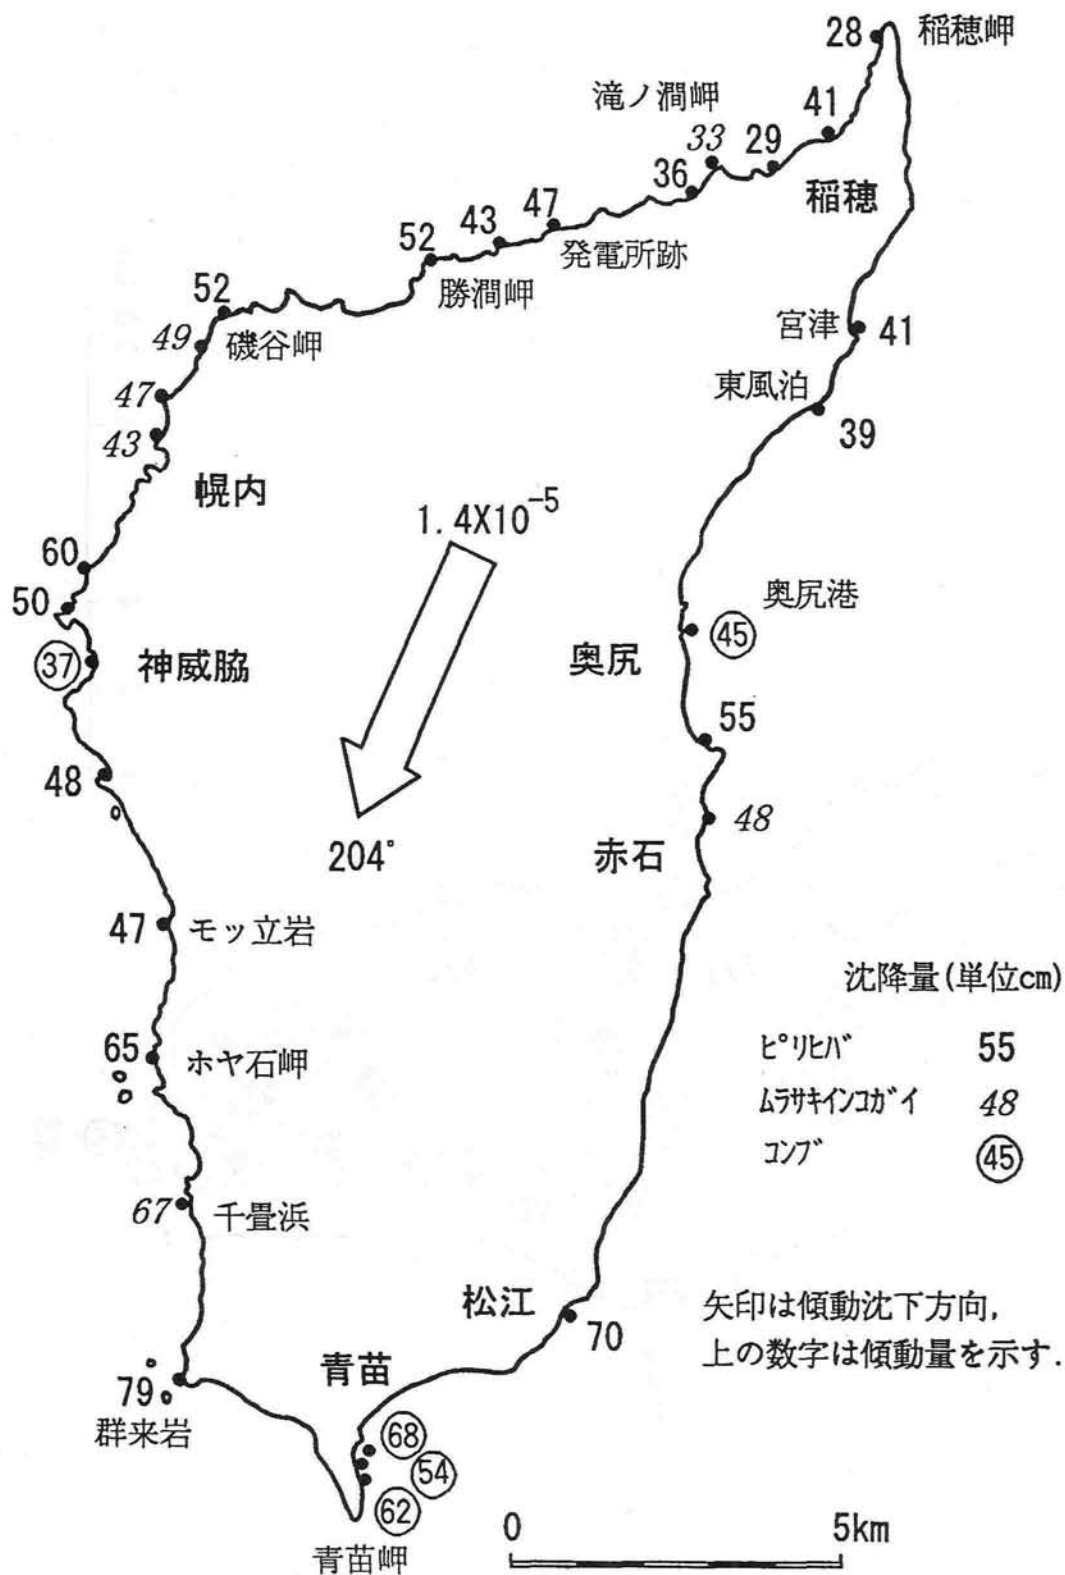 28
稲穂岬
滝ノ澗岬
41
33
29
36
稲穂
47
43
52
発電所跡
勝澗岬
52
宮津
41
49
磯谷岬
47
東風泊
39
43
幌内
1.4X10⁻⁵
60
50
奥尻港
37
神威脇
奥尻
45
55
48
48
204°
赤石
47
モッ立岩
沈降量(単位cm)
65
ホヤ石岬
ピリヒバ 55
ムラサキインコガイ 48
コンブ 45
67
千畳浜
松江
70
矢印は傾動沈下方向,
上の数字は傾動量を示す.
青苗
79
群来岩
68
54
62
0 5km
青苗岬